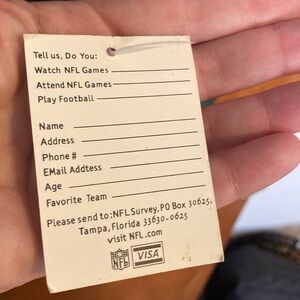 Tell us, Do You:
Watch NFL Games
Attend NFL Games
Play Football
Name
Address
Phone #
EMail Addtess
Age
Favorite Team
Please send to: NFL Survey, PO Box 30625,
Tampa, Florida 33630-0625
visit NFL.com
NFL VISA